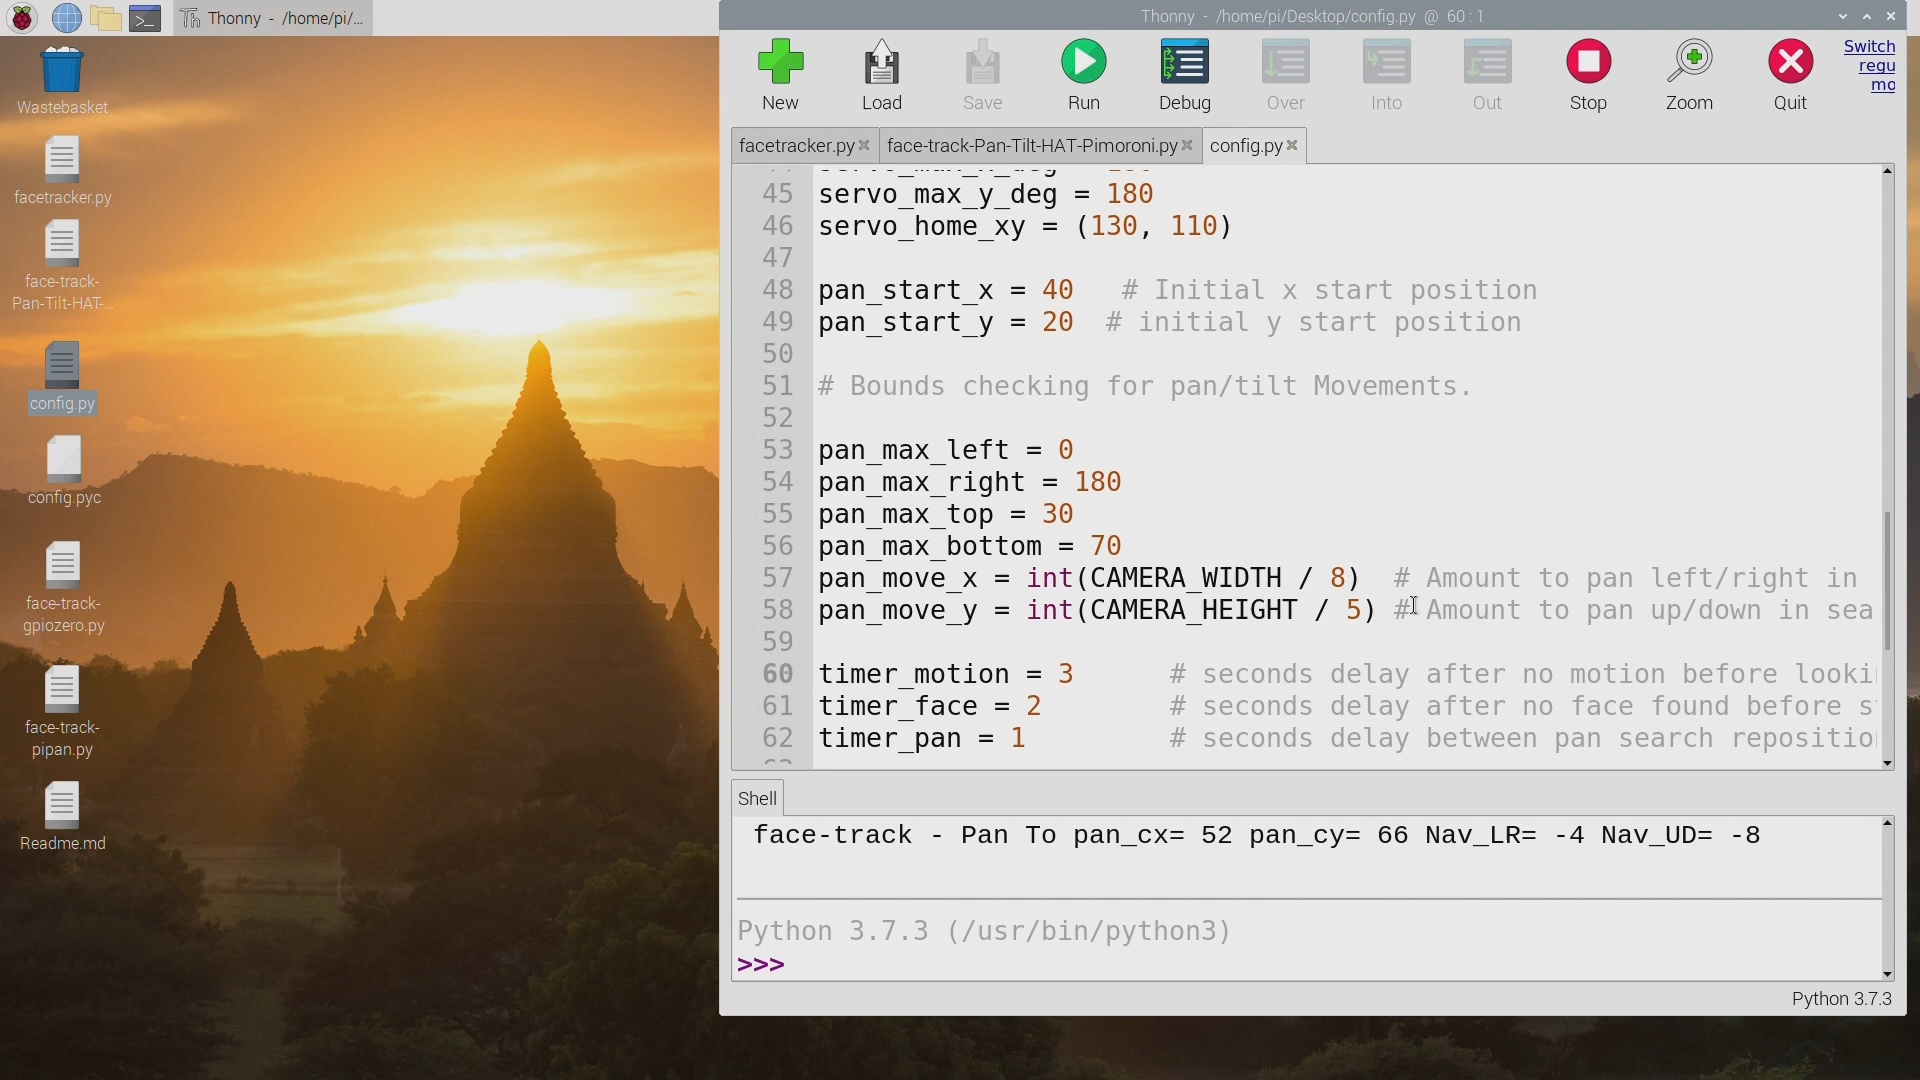 Thonny - /home/pi/...
Wastebasket
facetracker.py
face-track-
Pan-Tilt-HAT-...
config.py
config.pyc
face-track-
gpiozero.py
face-track-
pipan.py
Readme.md
Thonny - /home/pi/Desktop/config.py @ 60 : 1
New
Load
Save
Run
Debug
Over
Into
Out
Stop
Zoom
Quit
Switch
regu
mo
facetracker.py
face-track-Pan-Tilt-HAT-Pimoroni.py
config.py
45 servo_max_y_deg = 180
46 servo_home_xy = (130, 110)
47
48 pan_start_x = 40   # Initial x start position
49 pan_start_y = 20  # initial y start position
50
51 # Bounds checking for pan/tilt Movements.
52
53 pan_max_left = 0
54 pan_max_right = 180
55 pan_max_top = 30
56 pan_max_bottom = 70
57 pan_move_x = int(CAMERA_WIDTH / 8)  # Amount to pan left/right in
58 pan_move_y = int(CAMERA_HEIGHT / 5) # Amount to pan up/down in sea
59
60 timer_motion = 3      # seconds delay after no motion before looki
61 timer_face = 2        # seconds delay after no face found before s
62 timer_pan = 1         # seconds delay between pan search repositio
Shell
face-track - Pan To pan_cx= 52 pan_cy= 66 Nav_LR= -4 Nav_UD= -8
Python 3.7.3 (/usr/bin/python3)
>>>
Python 3.7.3